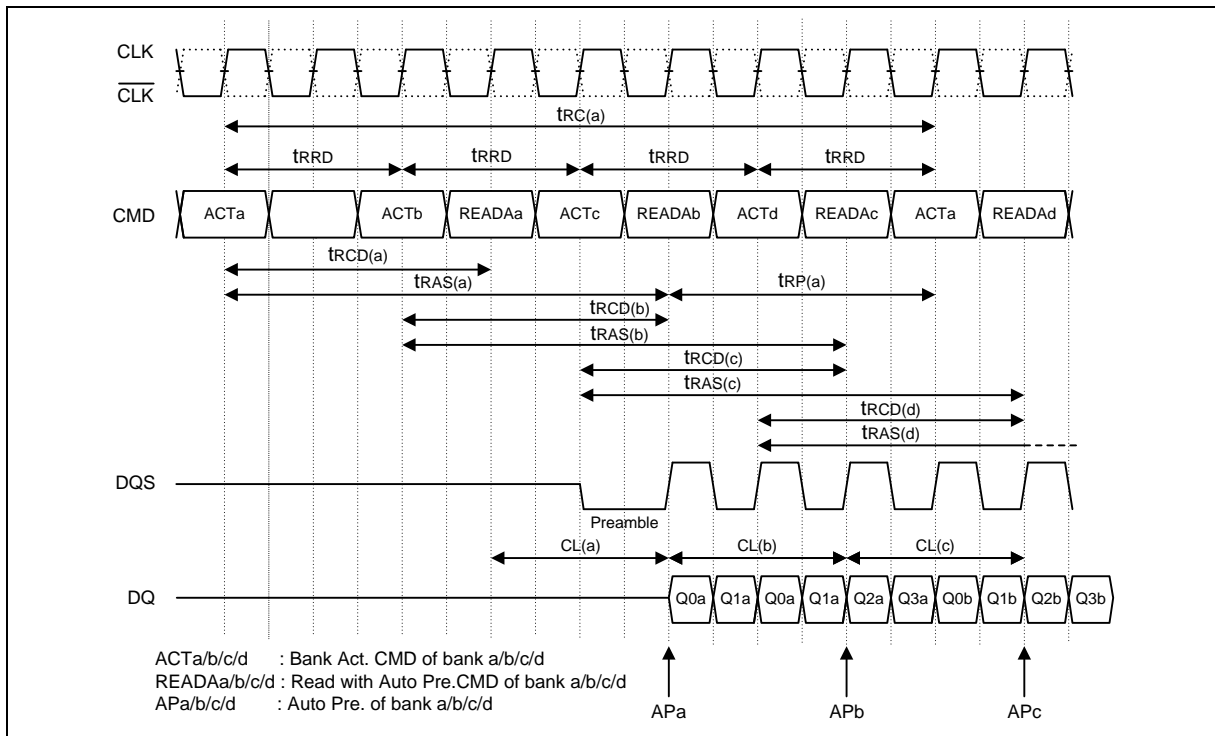 CLK
CLK
tRC(a)
tRRD tRRD tRRD tRRD
CMD ACTa ACTb READAa ACTc READAb ACTd READAc ACTa READAd
tRCD(a)
tRAS(a) tRP(a)
tRCD(b)
tRAS(b)
tRCD(c)
tRAS(c)
tRCD(d)
tRAS(d)
DQS
Preamble
CL(a) CL(b) CL(c)
DQ Q0a Q1a Q0a Q1a Q2a Q3a Q0b Q1b Q2b Q3b
ACTa/b/c/d : Bank Act. CMD of bank a/b/c/d
READAa/b/c/d : Read with Auto Pre.CMD of bank a/b/c/d
APa/b/c/d : Auto Pre. of bank a/b/c/d
APa APb APc